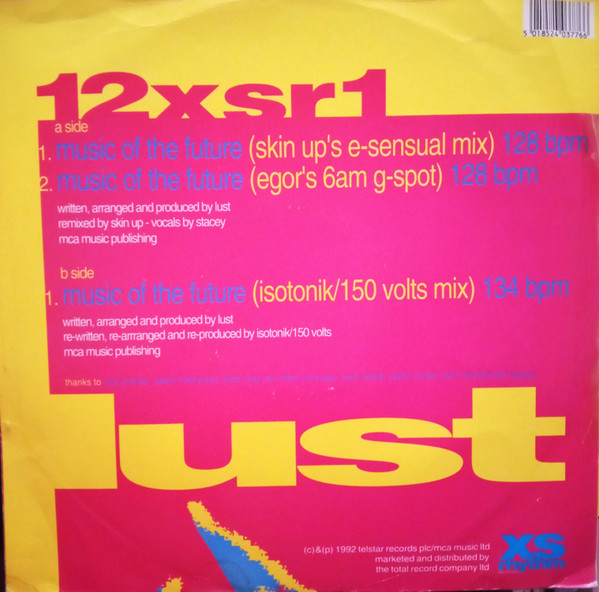 5 018524 037766
12xsr1
a side
1. music of the future (skin up's e-sensual mix) 128 bpm
2. music of the future (egor's 6am g-spot) 128 bpm
written, arranged and produced by lust
remixed by skin up - vocals by stacey
mca music publishing
b side
1. music of the future (isotonik/150 volts mix) 134 bpm
written, arranged and produced by lust
re-written, re-arranged and re-produced by isotonik/150 volts
mca music publishing
thanks to
lust
(c)&(p) 1992 telstar records plc/mca music ltd
marketed and distributed by
the total record company ltd
XS
rhythm